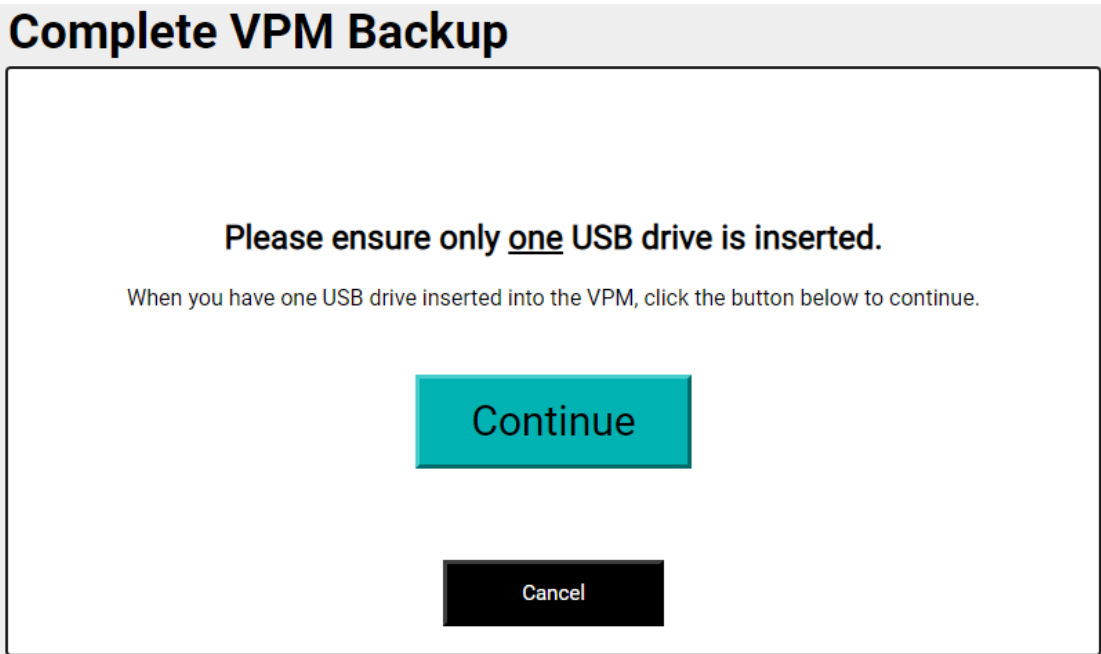 Complete VPM Backup
Please ensure only one USB drive is inserted.
When you have one USB drive inserted into the VPM, click the button below to continue.
Continue
Cancel